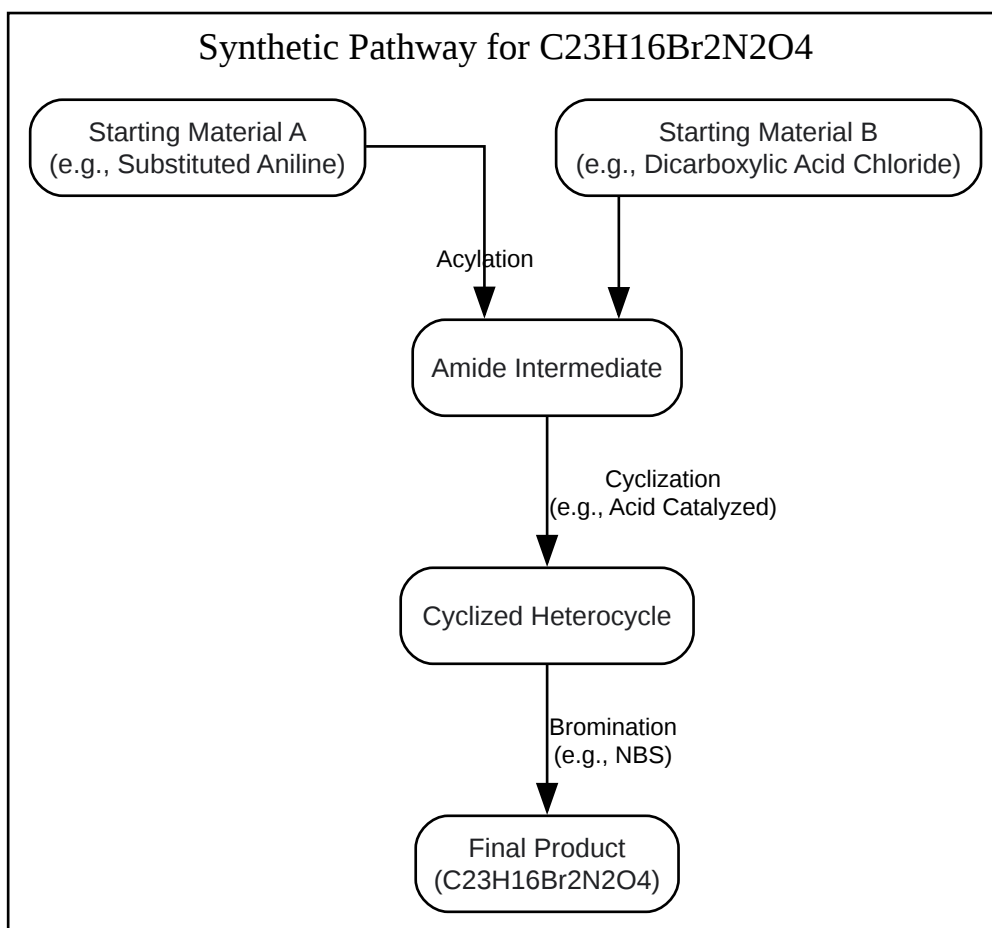 Synthetic Pathway for C23H16Br2N2O4
Starting Material A
(e.g., Substituted Aniline)
Starting Material B
(e.g., Dicarboxylic Acid Chloride)
Acylation
Amide Intermediate
Cyclization
(e.g., Acid Catalyzed)
Cyclized Heterocycle
Bromination
(e.g., NBS)
Final Product
(C23H16Br2N2O4)